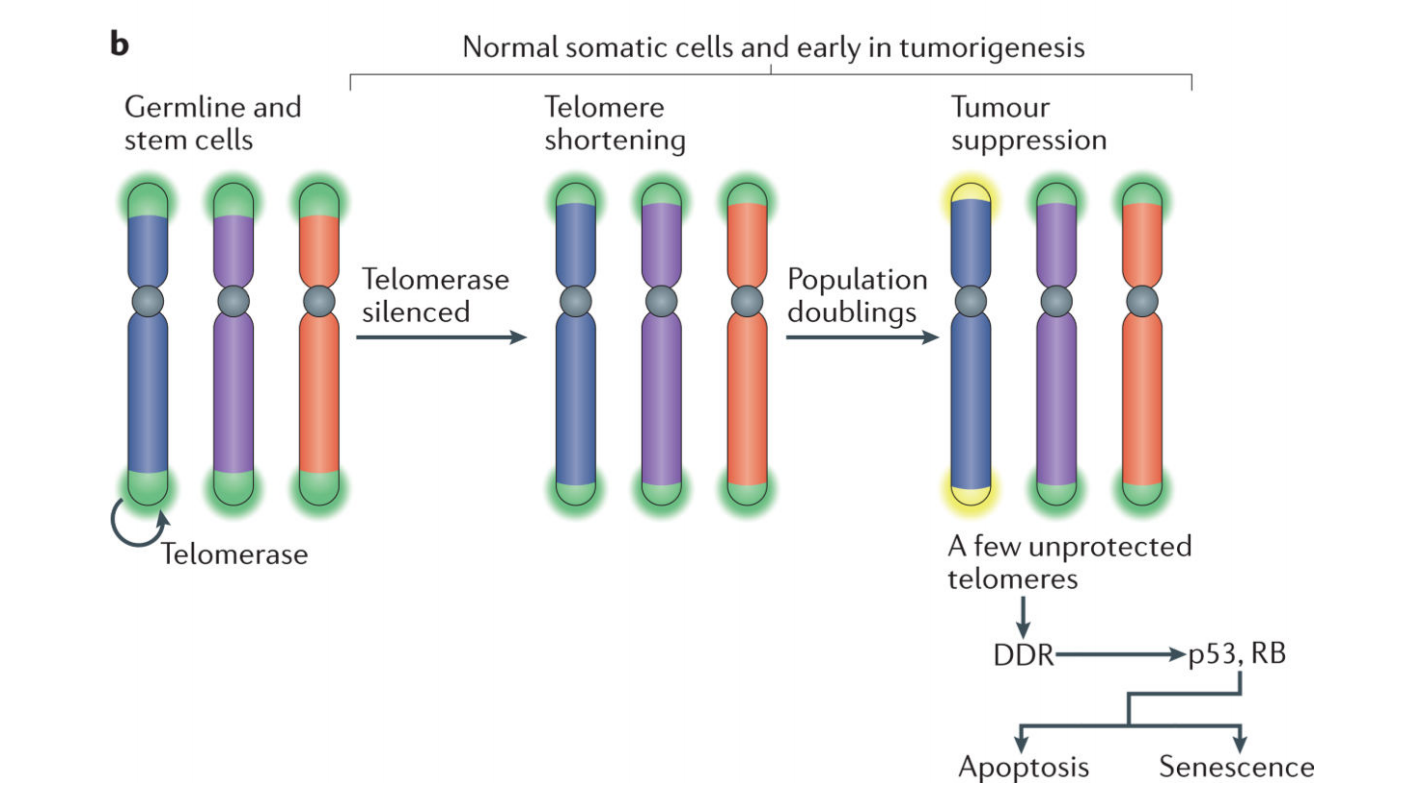 b
Normal somatic cells and early in tumorigenesis
Germline and
stem cells
Telomere
shortening
Tumour
suppression
Telomerase
silenced
Population
doublings
Telomerase
A few unprotected
telomeres
DDR
p53, RB
Apoptosis
Senescence